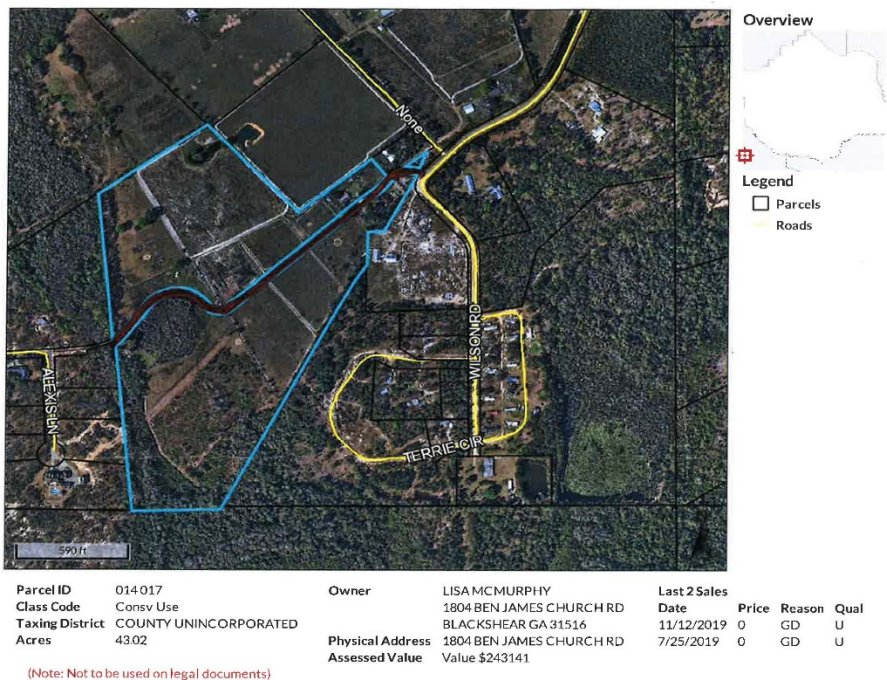 Overview
None
Legend
Parcels
Roads
WILSON RD
ALEXIS LN
TERRIE CIR
590 ft
Parcel ID 014 017 Owner LISA MCMURPHY Last 2 Sales
Class Code Consv Use 1804 BEN JAMES CHURCH RD Date Price Reason Qual
Taxing District COUNTY UNINCORPORATED BLACKSHEAR GA 31516 11/12/2019 0 GD U
Acres 43.02 Physical Address 1804 BEN JAMES CHURCH RD 7/25/2019 0 GD U
Assessed Value Value $243141
(Note: Not to be used on legal documents)